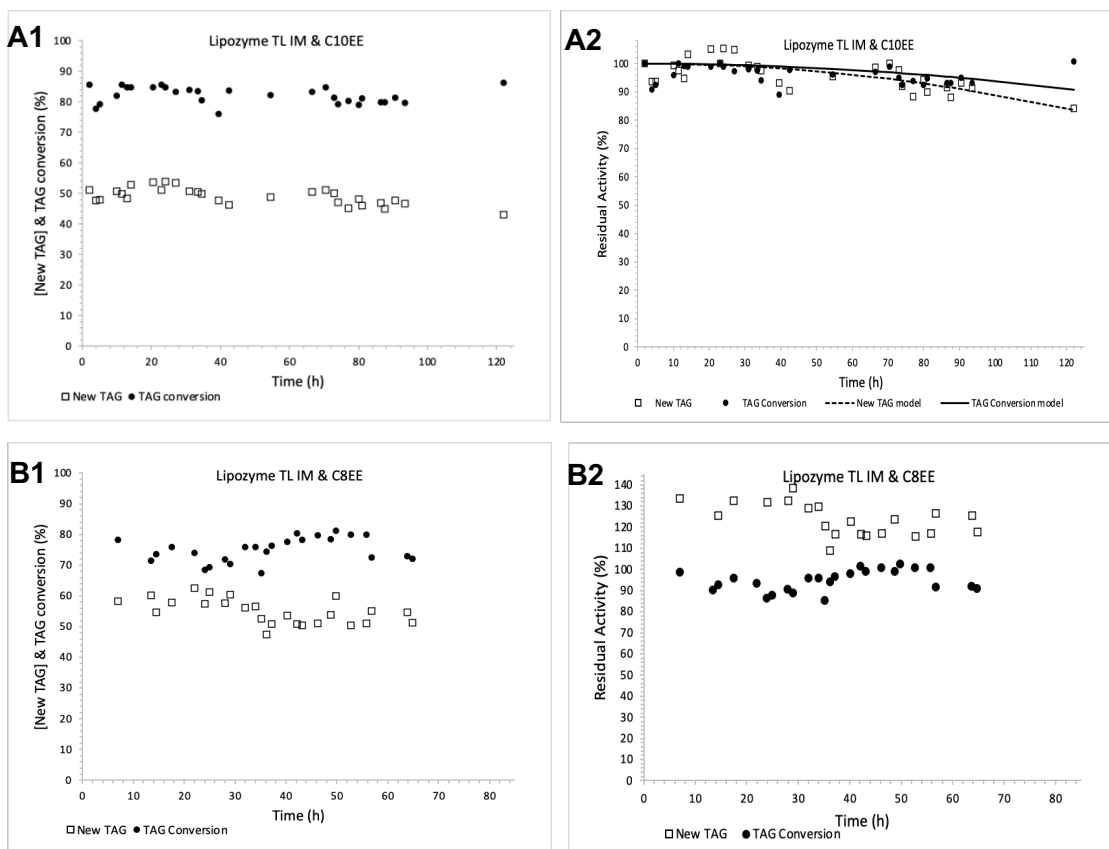 A1
Lipozyme TL IM & C10EE
[New TAG] & TAG conversion (%)
100
90
80
70
60
50
40
30
20
10
0
0 20 40 60 80 100 120
Time (h)
New TAG TAG conversion
A2
Lipozyme TL IM & C10EE
Residual Activity (%)
100
90
80
70
60
50
40
30
20
10
0
0 10 20 30 40 50 60 70 80 90 100 110 120
Time (h)
New TAG TAG Conversion New TAG model TAG Conversion model
B1
Lipozyme TL IM & C8EE
[New TAG] & TAG conversion (%)
100
90
80
70
60
50
40
30
20
10
0
0 10 20 30 40 50 60 70 80
Time (h)
New TAG TAG Conversion
B2
Lipozyme TL IM & C8EE
Residual Activity (%)
140
130
120
110
100
90
80
70
60
50
40
30
20
10
0
0 10 20 30 40 50 60 70 80
Time (h)
New TAG TAG Conversion